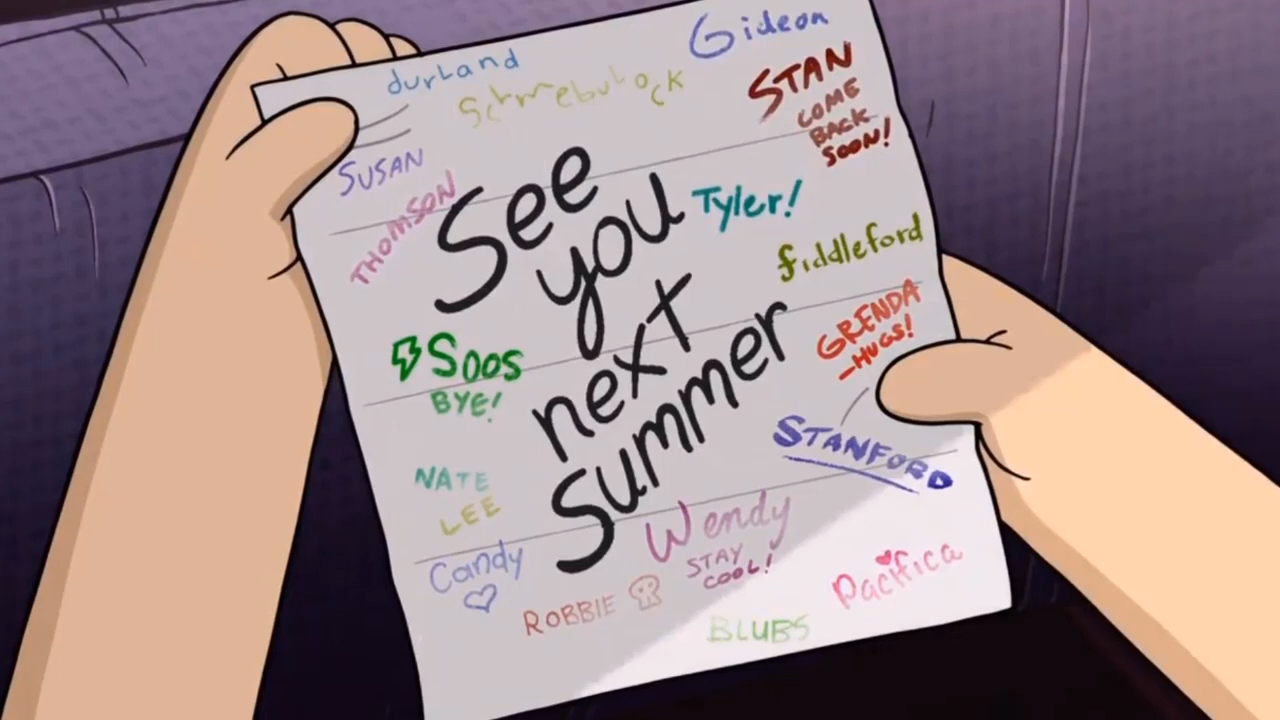 Gideon
durland
Schmebulock
STAN
COME
BACK
SOON!
SUSAN
THOMSON
See
you
next
summer
Tyler!
fiddleford
GRENDA
-HUGS!
SOOS
BYE!
STANFORD
NATE
LEE
Wendy
STAY
COOL!
Candy
Pacifica
ROBBIE
BLUBS